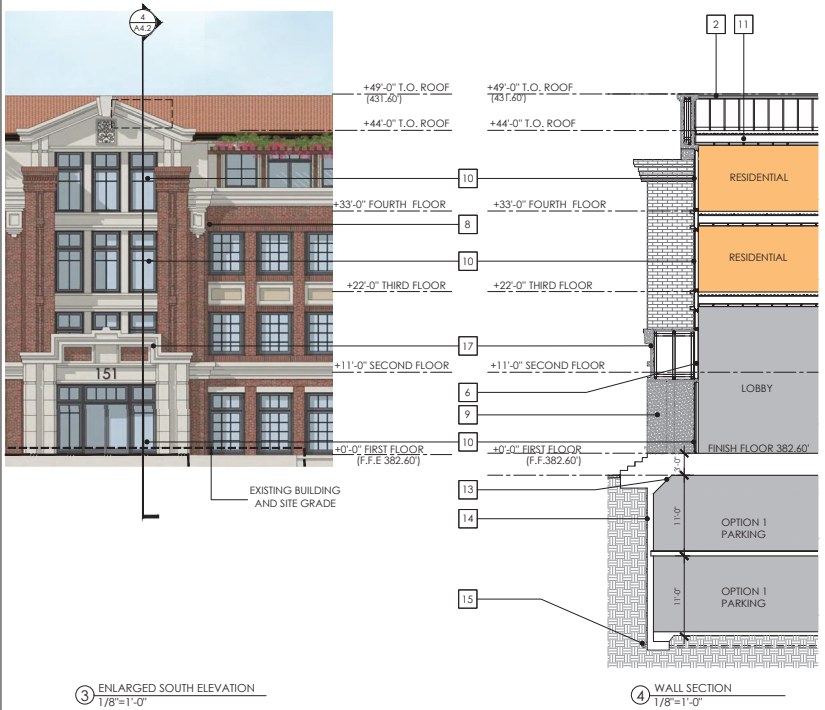 4
A4.2
2
11
+49'-0" T.O. ROOF
(431.60')
+49'-0" T.O. ROOF
(431.60')
+44'-0" T.O. ROOF
+44'-0" T.O. ROOF
10
RESIDENTIAL
+33'-0" FOURTH FLOOR
+33'-0" FOURTH FLOOR
8
10
RESIDENTIAL
+22'-0" THIRD FLOOR
+22'-0" THIRD FLOOR
17
+11'-0" SECOND FLOOR
+11'-0" SECOND FLOOR
151
6
LOBBY
9
10
+0'-0" FIRST FLOOR
(F.F.E 382.60')
+0'-0" FIRST FLOOR
(F.F.382.60')
FINISH FLOOR 382.60'
3'-0"
13
EXISTING BUILDING
AND SITE GRADE
14
11'-0"
OPTION 1
PARKING
15
11'-0"
OPTION 1
PARKING
3
ENLARGED SOUTH ELEVATION
1/8"=1'-0"
4
WALL SECTION
1/8"=1'-0"